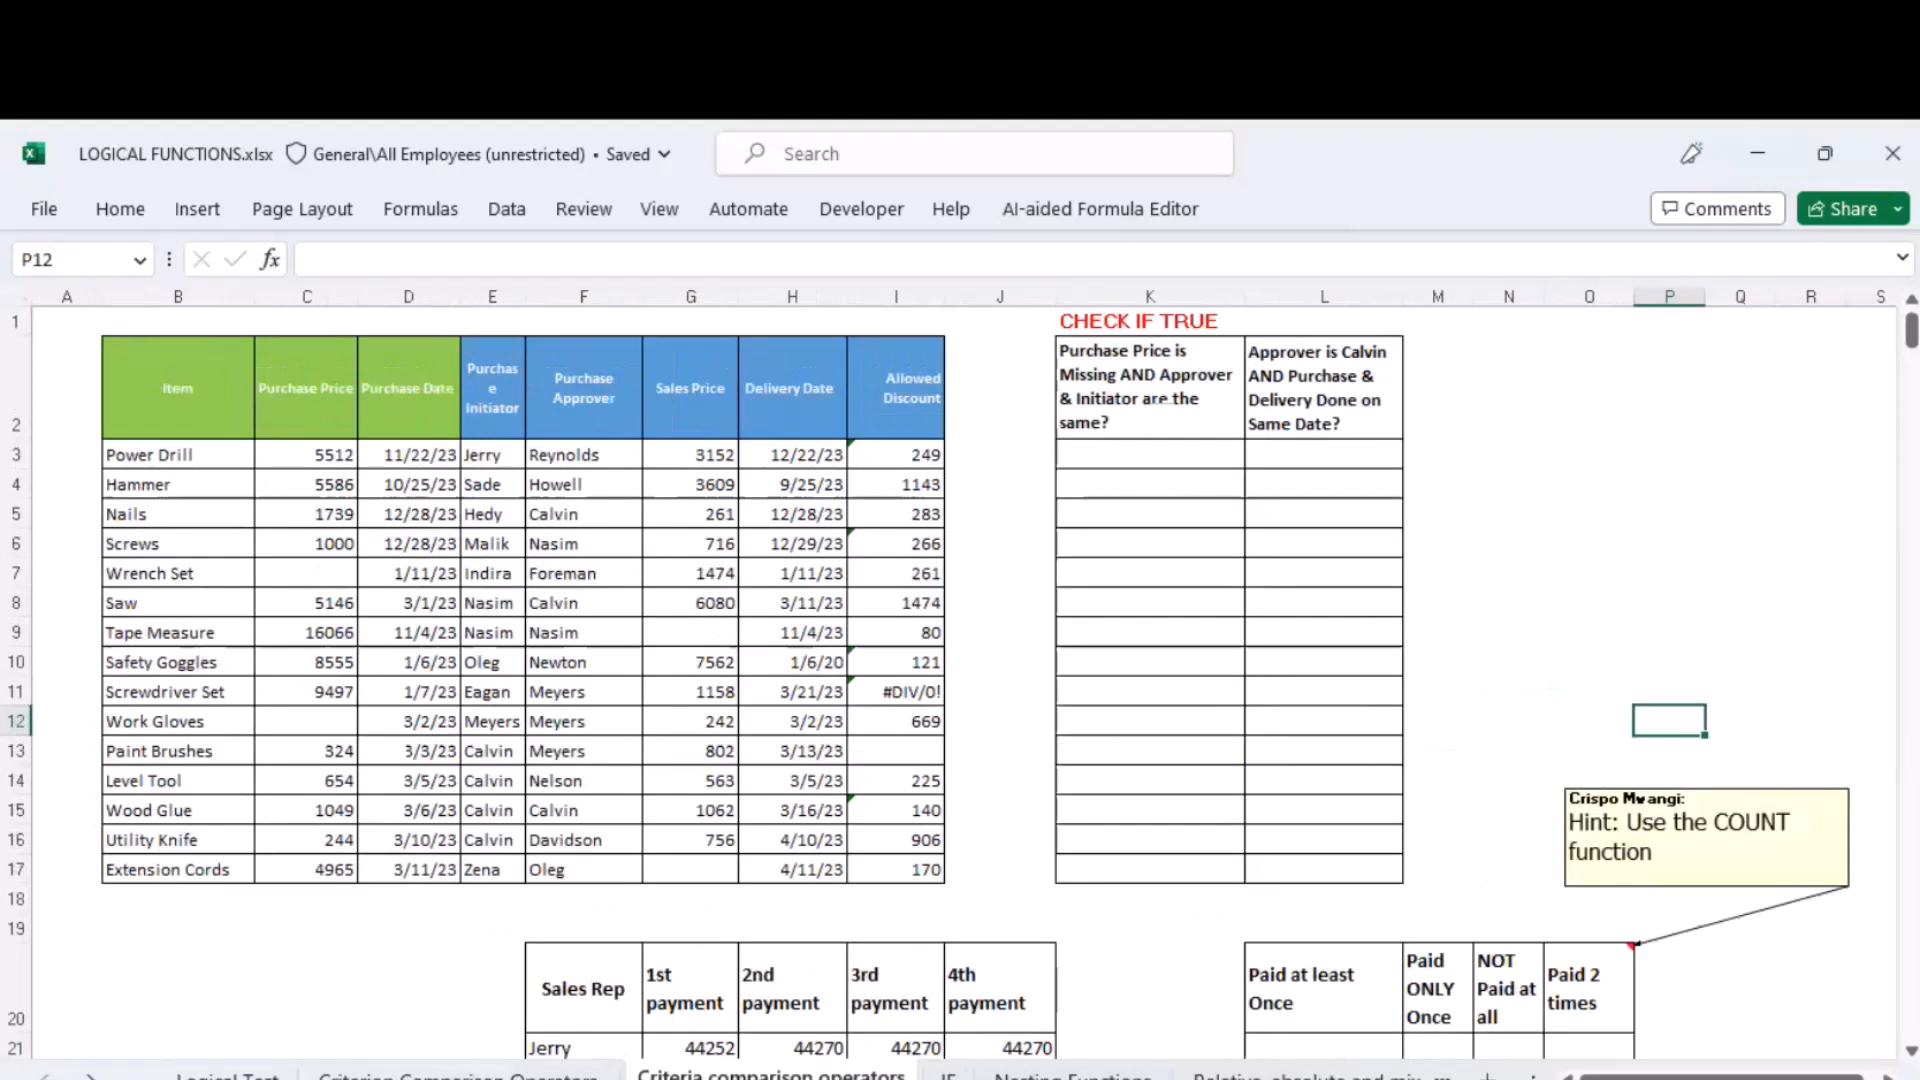 LOGICAL FUNCTIONS.xlsx General\All Employees (unrestricted) • Saved Search
File Home Insert Page Layout Formulas Data Review View Automate Developer Help AI-aided Formula Editor Comments Share
P12 fx
A B C D E F G H I J K L M N O P Q R S
1 CHECK IF TRUE
2 Item Purchase Price Purchase Date Purchas e Initiator Purchase Approver Sales Price Delivery Date Allowed Discount Purchase Price is Missing AND Approver & Initiator are the same? Approver is Calvin AND Purchase & Delivery Done on Same Date?
3 Power Drill 5512 11/22/23 Jerry Reynolds 3152 12/22/23 249
4 Hammer 5586 10/25/23 Sade Howell 3609 9/25/23 1143
5 Nails 1739 12/28/23 Hedy Calvin 261 12/28/23 283
6 Screws 1000 12/28/23 Malik Nasim 716 12/29/23 266
7 Wrench Set 1/11/23 Indira Foreman 1474 1/11/23 261
8 Saw 5146 3/1/23 Nasim Calvin 6080 3/11/23 1474
9 Tape Measure 16066 11/4/23 Nasim Nasim 11/4/23 80
10 Safety Goggles 8555 1/6/23 Oleg Newton 7562 1/6/20 121
11 Screwdriver Set 9497 1/7/23 Eagan Meyers 1158 3/21/23 #DIV/0!
12 Work Gloves 3/2/23 Meyers Meyers 242 3/2/23 669
13 Paint Brushes 324 3/3/23 Calvin Meyers 802 3/13/23
14 Level Tool 654 3/5/23 Calvin Nelson 563 3/5/23 225
15 Wood Glue 1049 3/6/23 Calvin Calvin 1062 3/16/23 140
16 Utility Knife 244 3/10/23 Calvin Davidson 756 4/10/23 906
17 Extension Cords 4965 3/11/23 Zena Oleg 4/11/23 170
Crispo Mwangi:
Hint: Use the COUNT
function
18
19
20 Sales Rep 1st payment 2nd payment 3rd payment 4th payment Paid at least Once Paid ONLY Once NOT Paid at all Paid 2 times
21 Jerry 44252 44270 44270 44270
Logical Test Criterion Comparison Operators Criteria comparison operators IF Nesting Functions